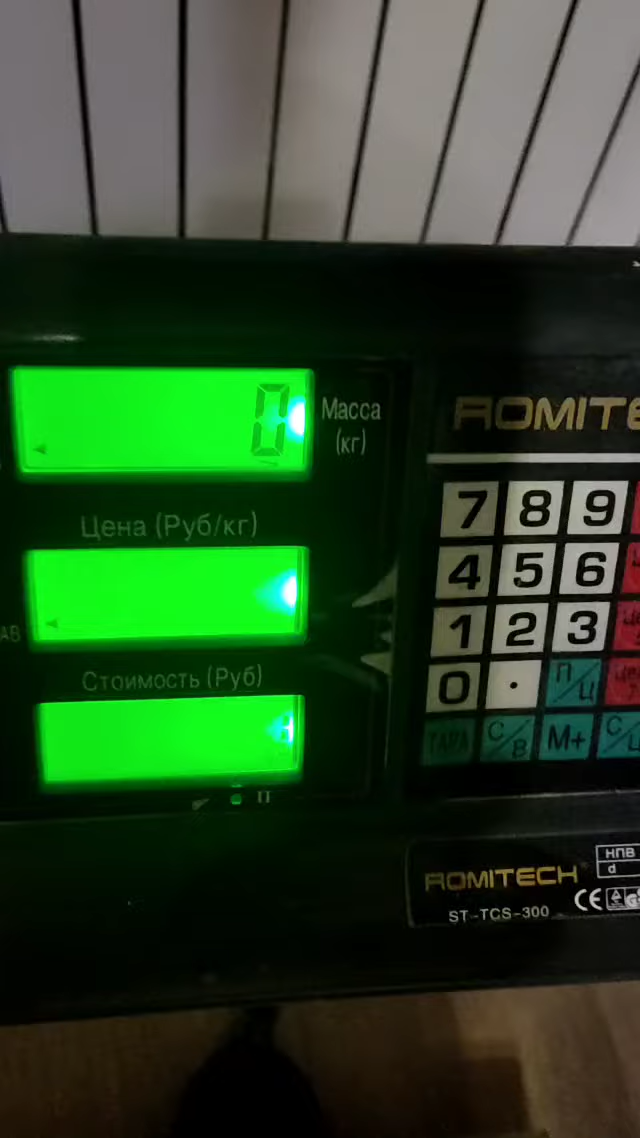 0
Масса
(кг)
Цена (Руб/кг)
АВ
Стоимость (Руб)
П
7 8 9
4 5 6
1 2 3
0 . П/Ц
ТАРА С/В М+
НПВ
d
ROMITECH
ST-TCS-300
CE